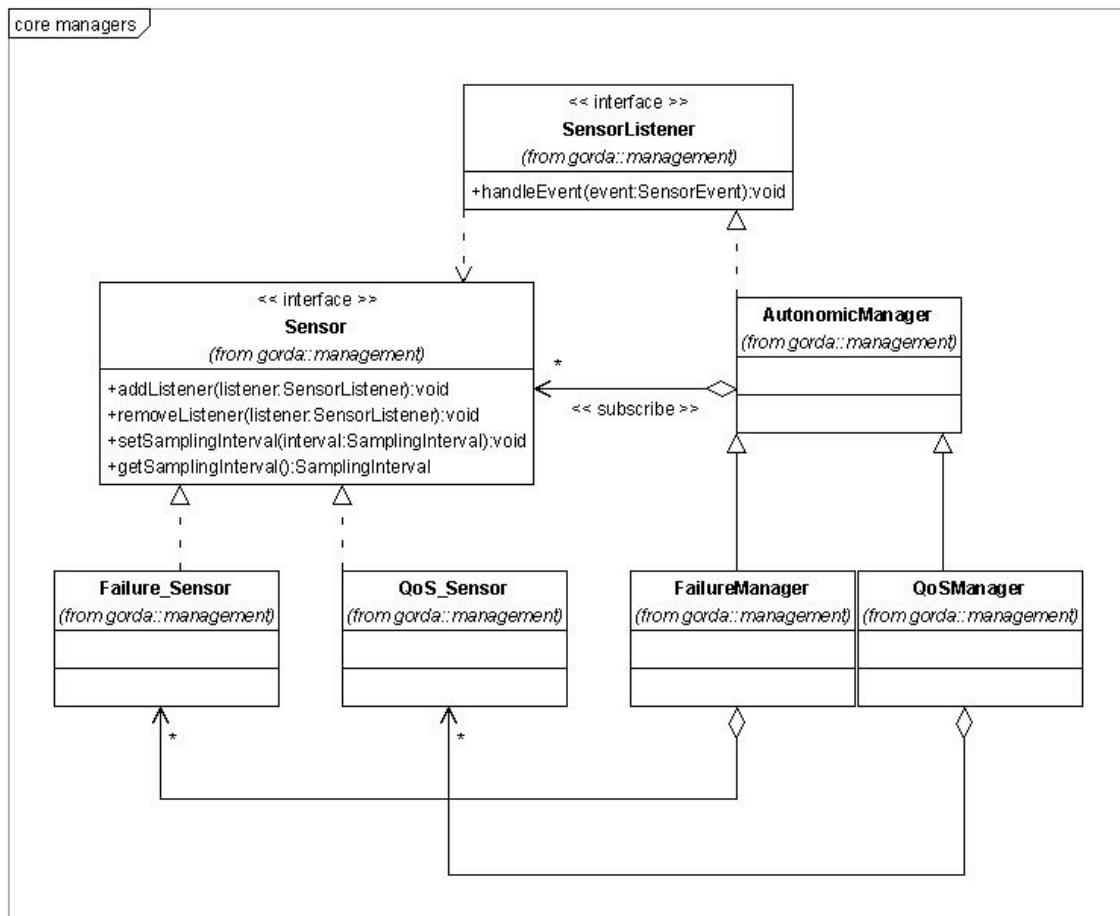 core managers
<< interface >>
SensorListener
(from gorda::management)
+handleEvent(event:SensorEvent):void
<< interface >>
Sensor
(from gorda::management)
+addListener(listener:SensorListener):void
+removeListener(listener:SensorListener):void
+setSamplingInterval(interval:SamplingInterval):void
+getSamplingInterval():SamplingInterval
AutonomicManager
(from gorda::management)
*
<< subscribe >>
Failure_Sensor
(from gorda::management)
QoS_Sensor
(from gorda::management)
FailureManager
(from gorda::management)
QoSManager
(from gorda::management)
*
*